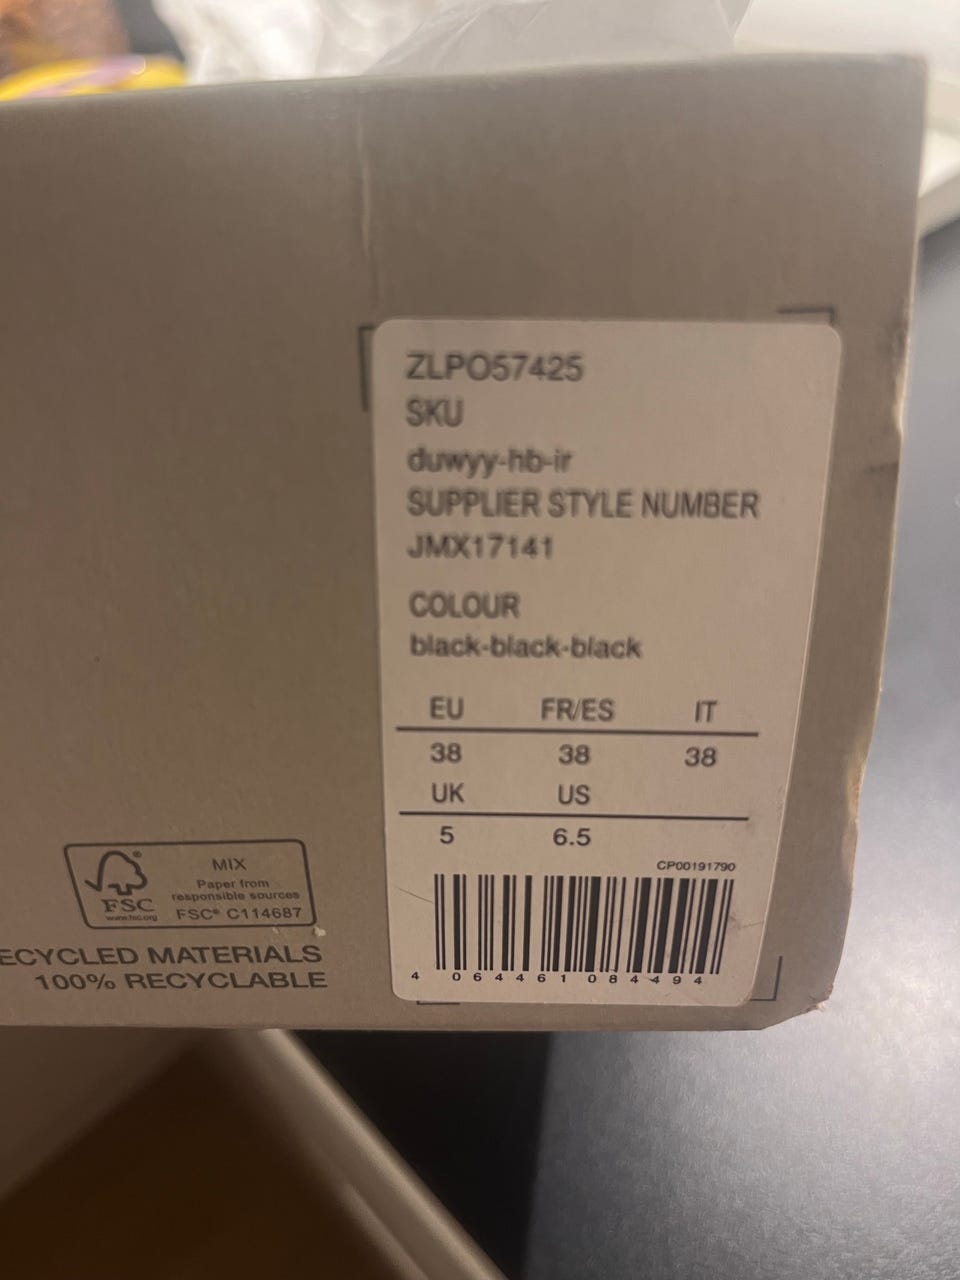 ZLPO57425
SKU
duwyy-hb-ir
SUPPLIER STYLE NUMBER
JMX17141
COLOUR
black-black-black
EU FR/ES IT
38 38 38
UK US
5 6.5
CP00191790
4 064461 084494
FSC®
www.fsc.org
MIX
Paper from
responsible sources
FSC® C114687
ECYCLED MATERIALS
100% RECYCLABLE